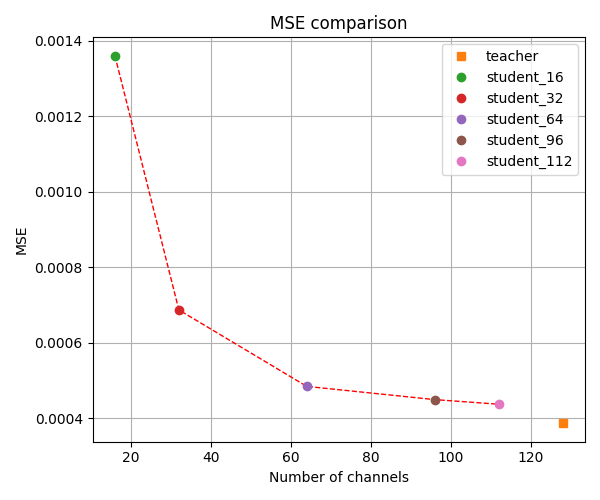 MSE comparison
0.0014
0.0012
0.0010
0.0008
0.0006
0.0004
MSE
teacher
student_16
student_32
student_64
student_96
student_112
20 40 60 80 100 120
Number of channels